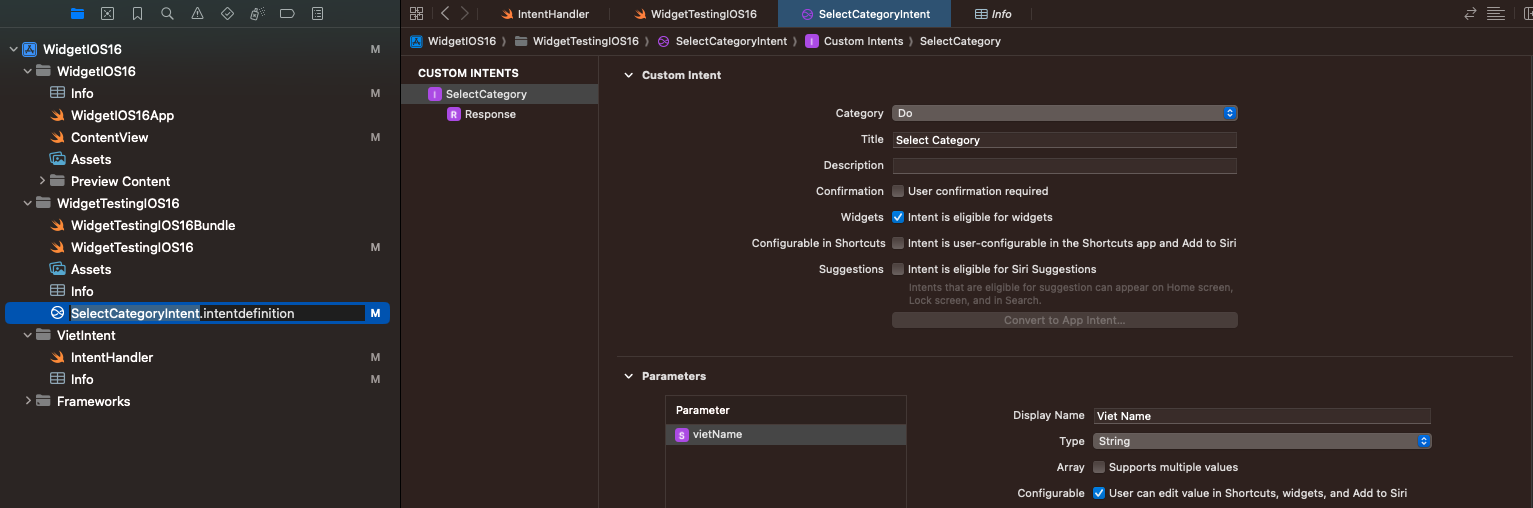 IntentHandler
WidgetTestingIOS16
SelectCategoryIntent
Info
WidgetIOS16 M
WidgetIOS16
Info M
WidgetIOS16App
ContentView M
Assets
Preview Content
WidgetTestingIOS16
WidgetTestingIOS16Bundle
WidgetTestingIOS16 M
Assets
Info
SelectCategoryIntent.intentdefinition M
VietIntent
IntentHandler M
Info M
Frameworks
WidgetIOS16 〉 WidgetTestingIOS16 〉 SelectCategoryIntent 〉 I Custom Intents 〉 SelectCategory
CUSTOM INTENTS
I SelectCategory
R Response
Custom Intent
Category Do
Title Select Category
Description
Confirmation User confirmation required
Widgets Intent is eligible for widgets
Configurable in Shortcuts Intent is user-configurable in the Shortcuts app and Add to Siri
Suggestions Intent is eligible for Siri Suggestions
Intents that are eligible for suggestion can appear on Home screen,
Lock screen, and in Search.
Convert to App Intent...
Parameters
Parameter
S vietName
Display Name Viet Name
Type String
Array Supports multiple values
Configurable User can edit value in Shortcuts, widgets, and Add to Siri